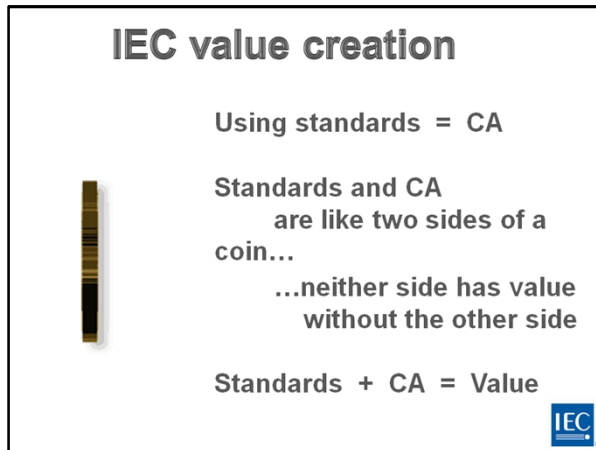 IEC value creation
Using standards = CA
Standards and CA
are like two sides of a
coin…
…neither side has value
without the other side
Standards + CA = Value
IEC